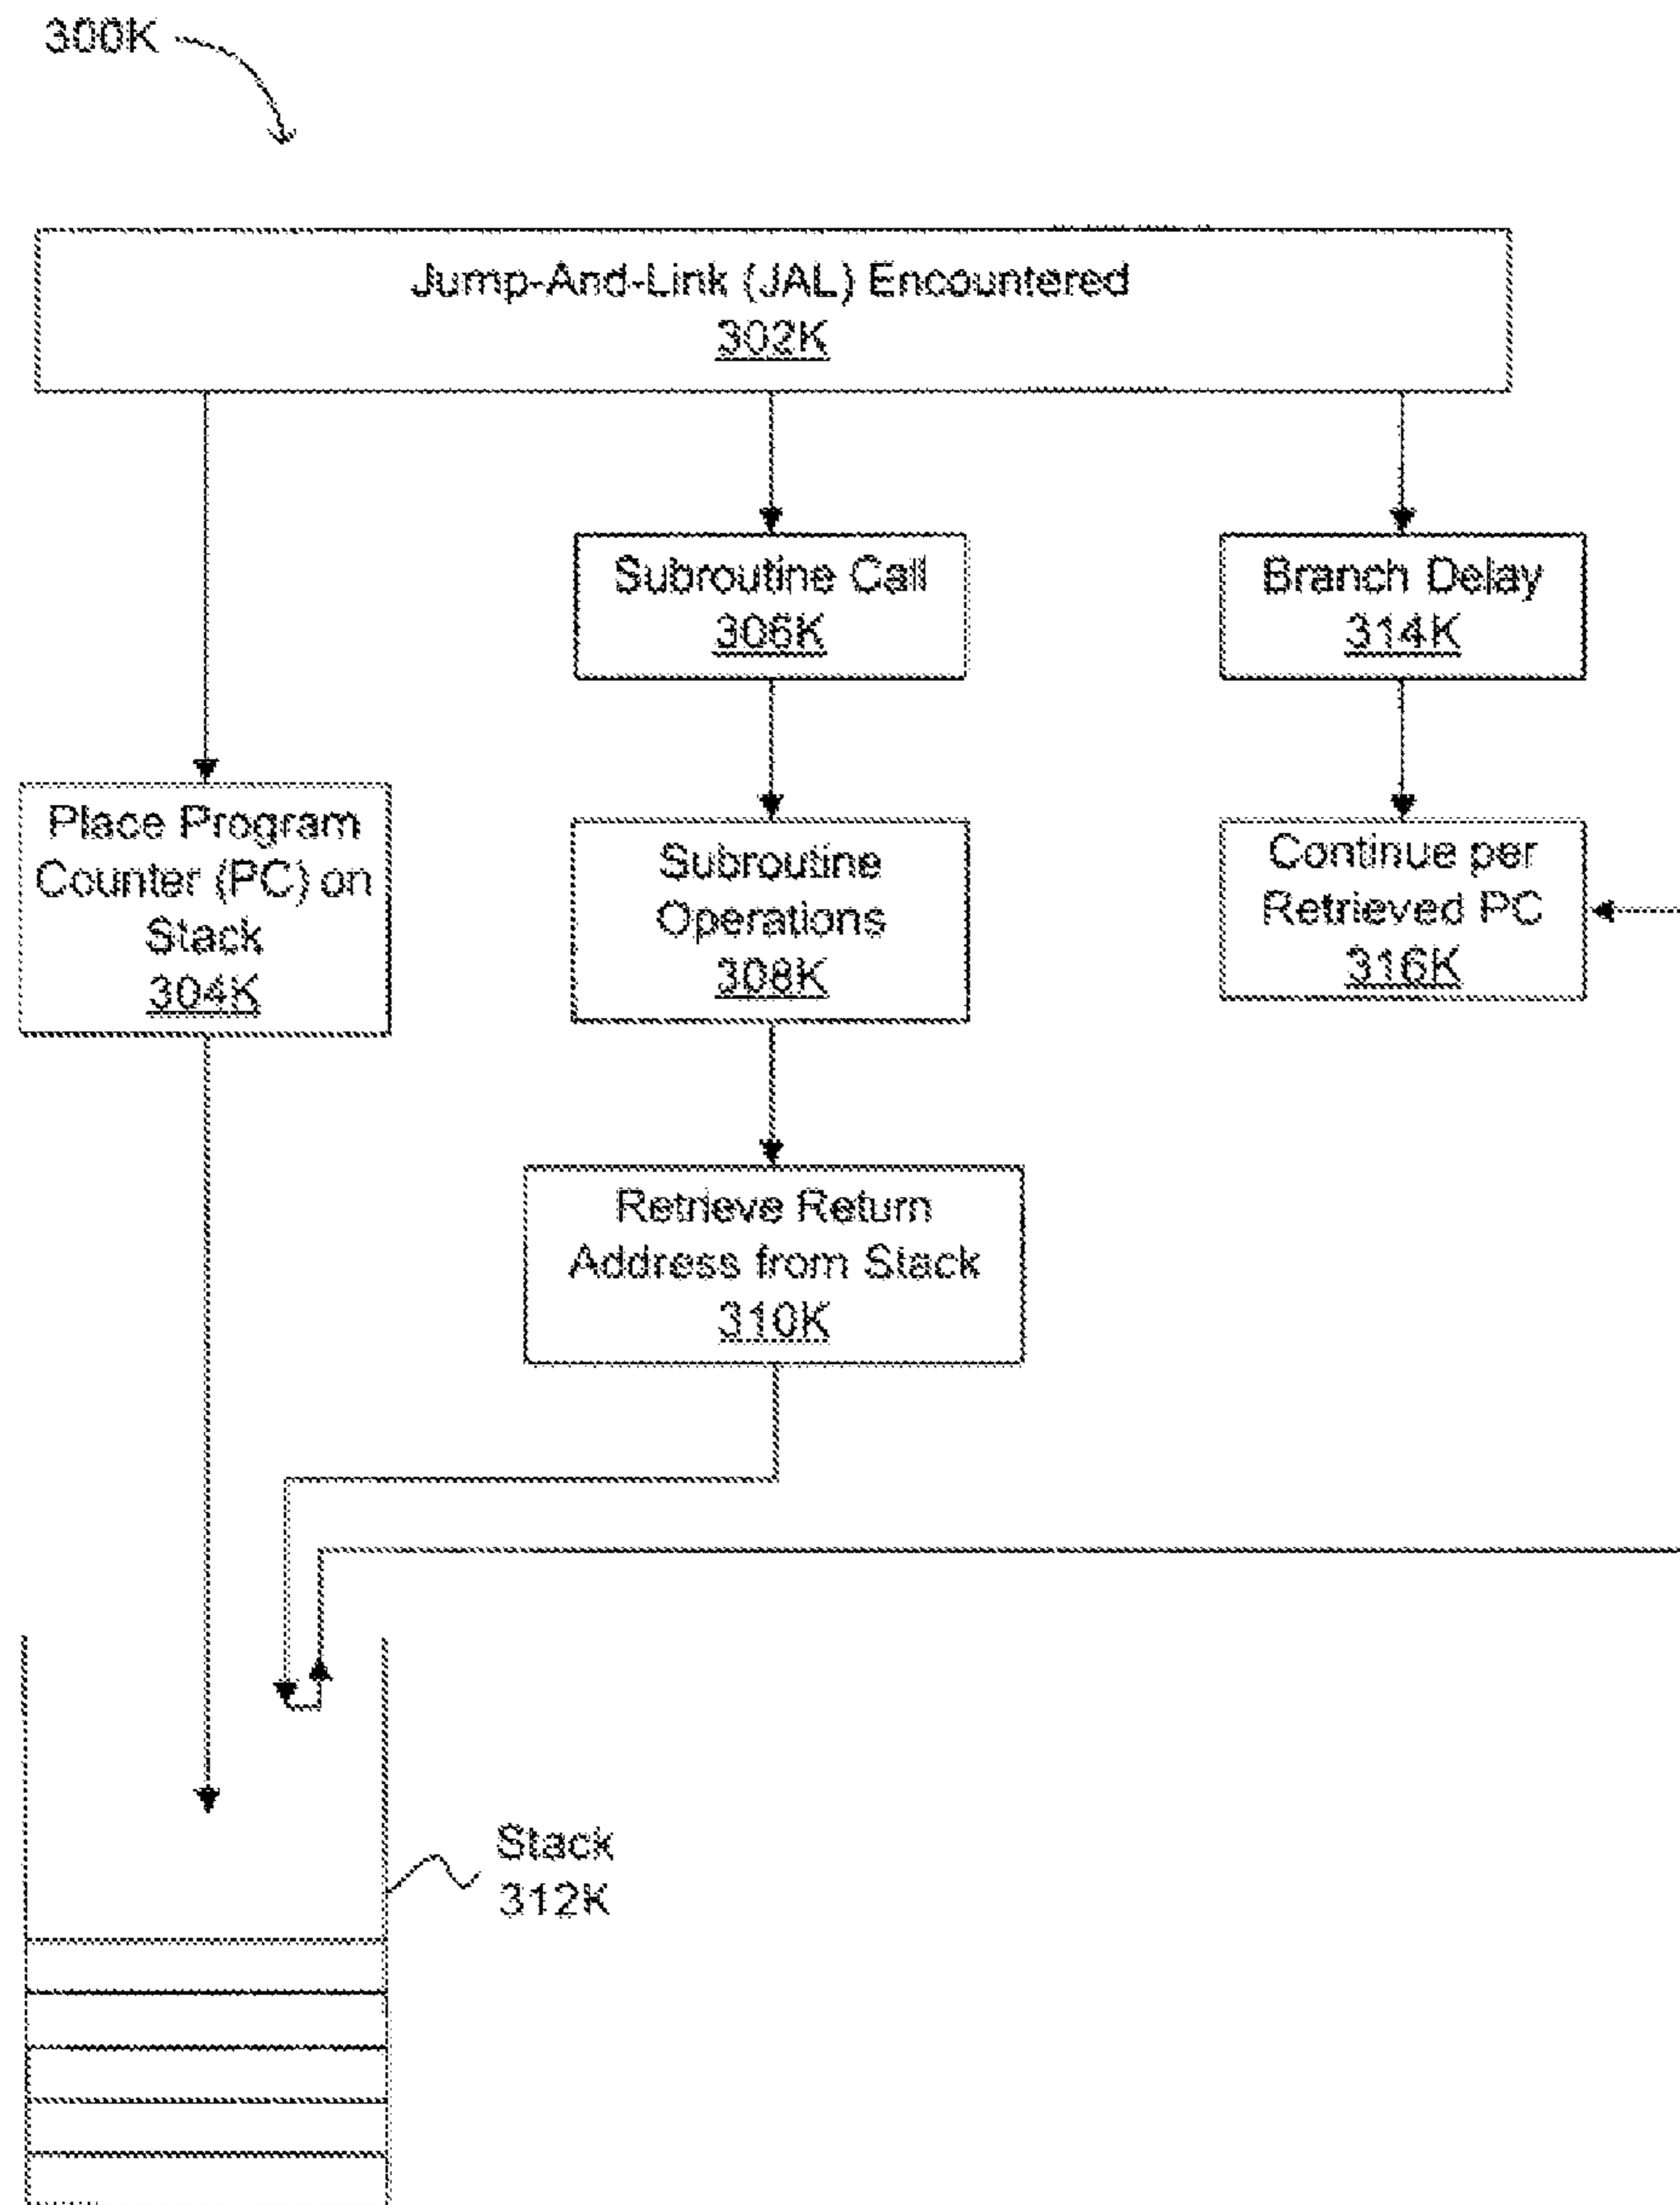 300K
Jump-And-Link (JAL) Encountered
302K
Subroutine Call
306K
Branch Delay
314K
Place Program
Counter (PC) on
Stack
304K
Subroutine
Operations
308K
Continue per
Retrieved PC
316K
Retrieve Return
Address from Stack
310K
Stack
312K